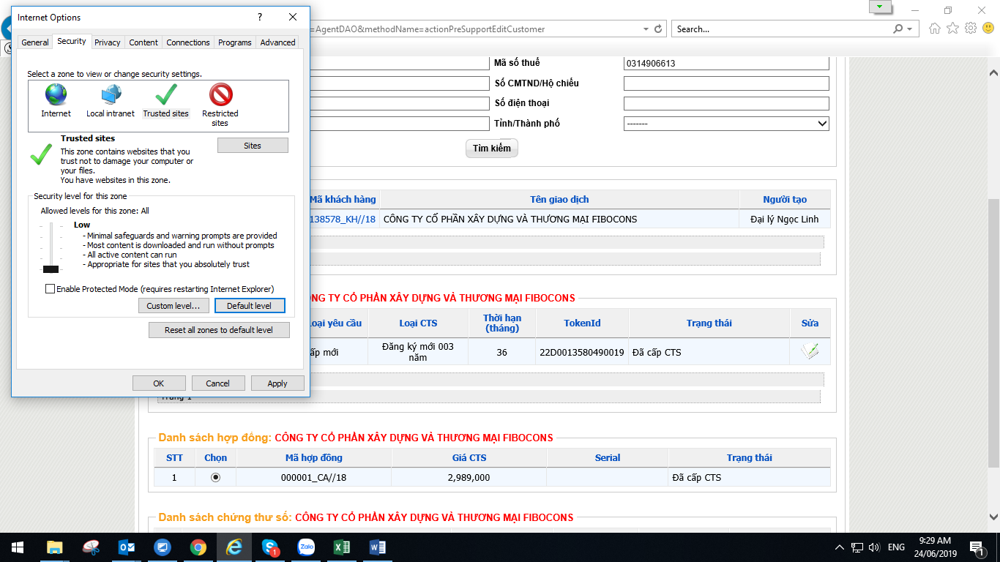 Internet Options
?
General Security Privacy Content Connections Programs Advanced
Select a zone to view or change security settings.
Internet
Local intranet
Trusted sites
Restricted
sites
Trusted sites
This zone contains websites that you
trust not to damage your computer or
your files.
You have websites in this zone.
Sites
Security level for this zone
Allowed levels for this zone: All
Low
- Minimal safeguards and warning prompts are provided
- Most content is downloaded and run without prompts
- All active content can run
- Appropriate for sites that you absolutely trust
Enable Protected Mode (requires restarting Internet Explorer)
Custom level... Default level
Reset all zones to default level
OK Cancel Apply
=AgentDAO&methodName=actionPreSupportEditCustomer
Search...
Mã số thuế 0314906613
Số CMTND/Hộ chiếu
Số điện thoại
Tỉnh/Thành phố -------
Tìm kiếm
Mã khách hàng Tên giao dịch Người tạo
138578_KH//18 CÔNG TY CỔ PHẦN XÂY DỰNG VÀ THƯƠNG MẠI FIBOCONS Đại lý Ngọc Linh
NG TY CỔ PHẦN XÂY DỰNG VÀ THƯƠNG MẠI FIBOCONS
oại yêu cầu Loại CTS Thời hạn (tháng) TokenId Trạng thái Sửa
ấp mới Đăng ký mới 003 năm 36 22D0013580490019 Đã cấp CTS
Trang 1
Danh sách hợp đồng: CÔNG TY CỔ PHẦN XÂY DỰNG VÀ THƯƠNG MẠI FIBOCONS
STT Chọn Mã hợp đồng Giá CTS Serial Trạng thái
1 000001_CA//18 2,989,000 Đã cấp CTS
Danh sách chứng thư số: CÔNG TY CỔ PHẦN XÂY DỰNG VÀ THƯƠNG MẠI FIBOCONS
Zalo
1
ENG
9:29 AM
24/06/2019
1